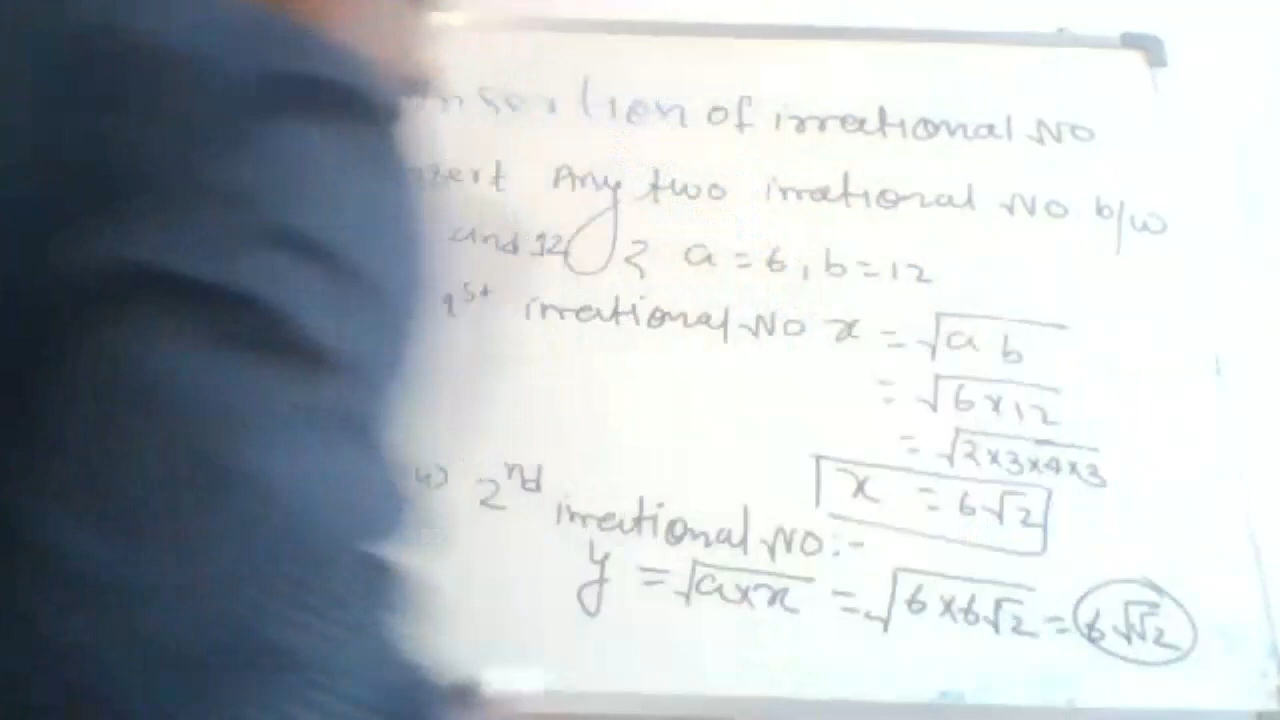 of irrational NO
Any two irrational NO b/w
and 12 } a = 6, b = 12
1st irrational NO x = √ab
= √6×12
= √2×3×4×3
x = 6√2
ii) 2nd irrational NO:-
y = √a×x = √6×6√2 = 6√√2